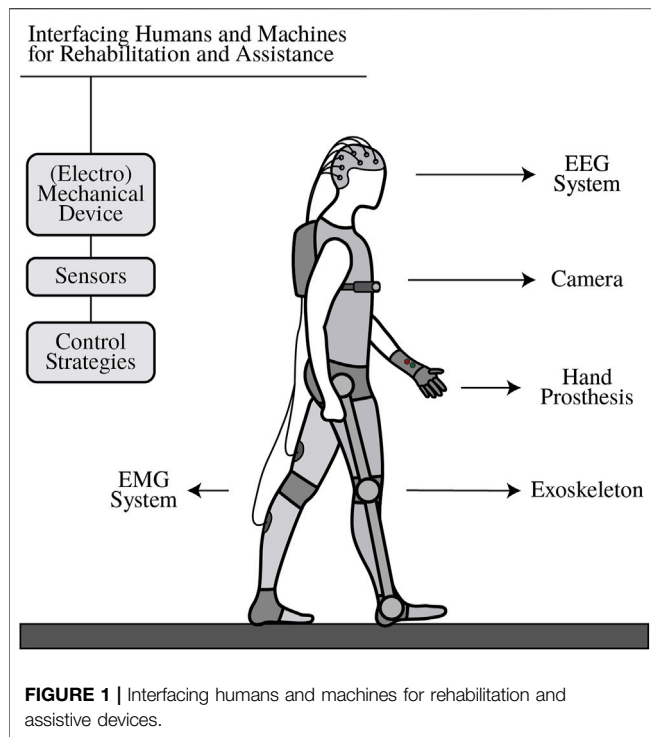 Interfacing Humans and Machines
for Rehabilitation and Assistance
(Electro)
Mechanical
Device
Sensors
Control
Strategies
EEG
System
Camera
Hand
Prosthesis
EMG
System
Exoskeleton
FIGURE 1 | Interfacing humans and machines for rehabilitation and
assistive devices.